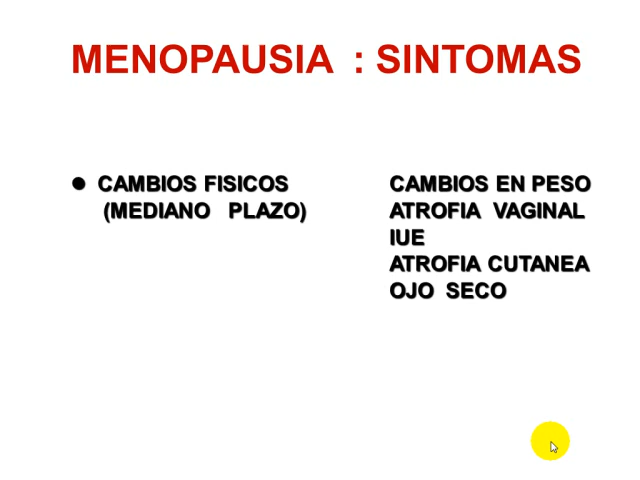 MENOPAUSIA : SINTOMAS
● CAMBIOS FISICOS
(MEDIANO PLAZO)
CAMBIOS EN PESO
ATROFIA VAGINAL
IUE
ATROFIA CUTANEA
OJO SECO